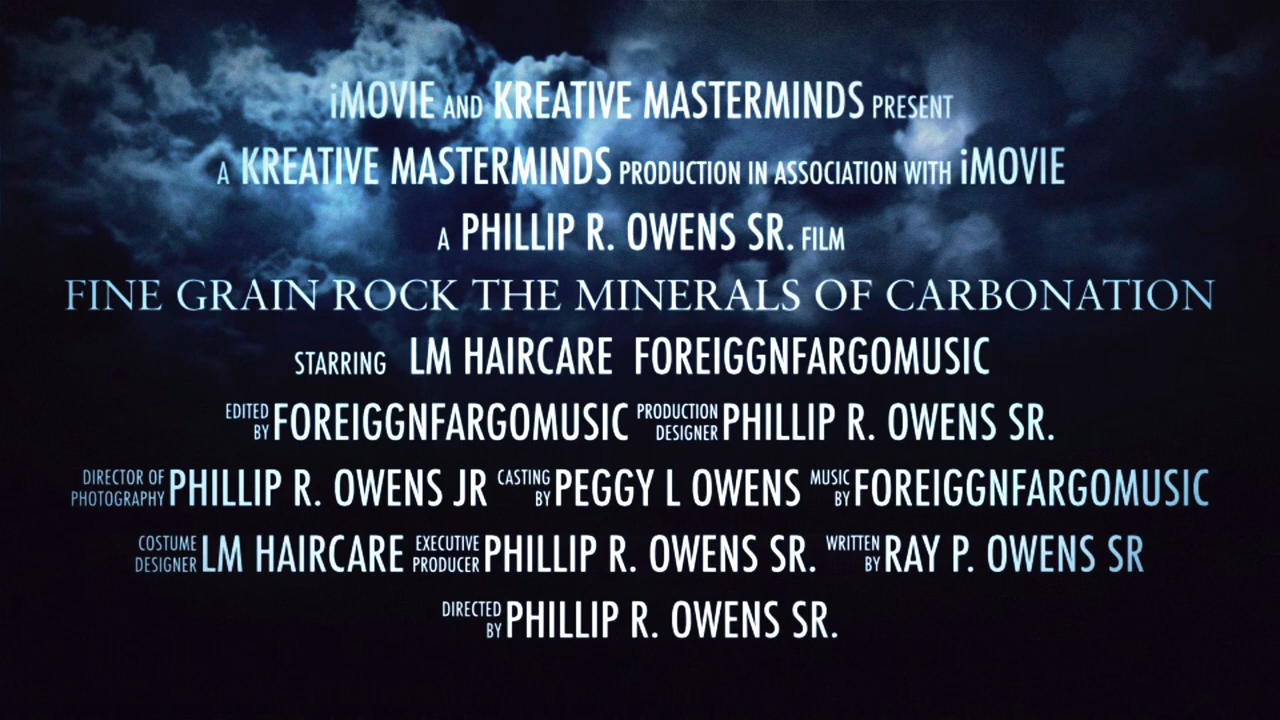 iMOVIE AND KREATIVE MASTERMINDS PRESENT
A KREATIVE MASTERMINDS PRODUCTION IN ASSOCIATION WITH iMOVIE
A PHILLIP R. OWENS SR. FILM
FINE GRAIN ROCK THE MINERALS OF CARBONATION
STARRING LM HAIRCARE FOREIGGNFARGOMUSIC
EDITED BY FOREIGGNFARGOMUSIC PRODUCTION DESIGNER PHILLIP R. OWENS SR.
DIRECTOR OF PHOTOGRAPHY PHILLIP R. OWENS JR CASTING BY PEGGY L OWENS MUSIC BY FOREIGGNFARGOMUSIC
COSTUME DESIGNER LM HAIRCARE EXECUTIVE PRODUCER PHILLIP R. OWENS SR. WRITTEN BY RAY P. OWENS SR
DIRECTED BY PHILLIP R. OWENS SR.